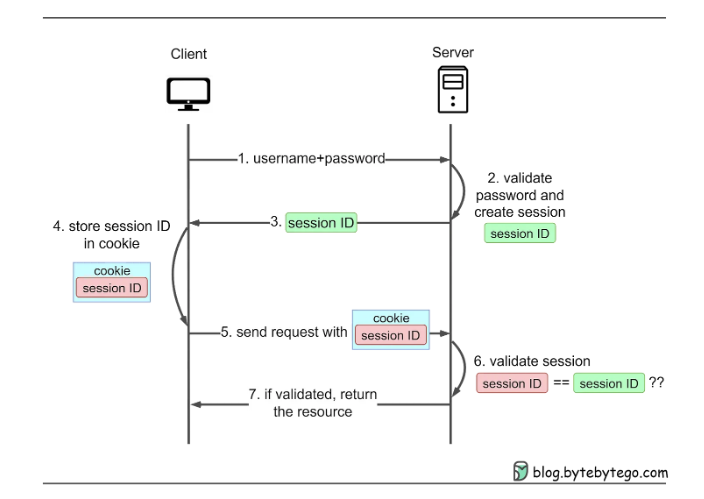 Client
Server
1. username+password
2. validate
password and
create session
session ID
3. session ID
4. store session ID
in cookie
cookie
session ID
5. send request with
cookie
session ID
6. validate session
session ID == session ID ??
7. if validated, return
the resource
blog.bytebytego.com